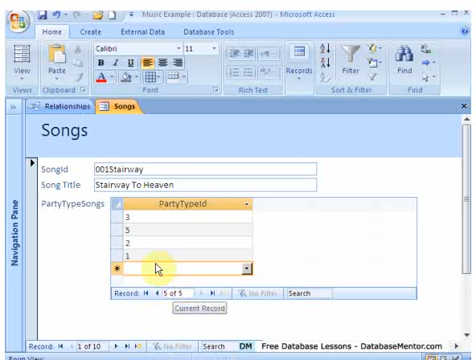 Music Example : Database (Access 2007) - Microsoft Access
Home Create External Data Database Tools
View
Paste
Calibri 11
B I U
A
Records
Filter
Find
Views Clipboard Font Rich Text Sort & Filter Find
Relationships Songs
Songs
Navigation Pane
SongId 001Stairway
Song Title Stairway To Heaven
PartyTypeSongs PartyTypeId
3
5
2
1
Record: 5 of 5 No Filter Search
Current Record
Record: 1 of 10 No Filter Search DM Free Database Lessons - DatabaseMentor.com
Form View